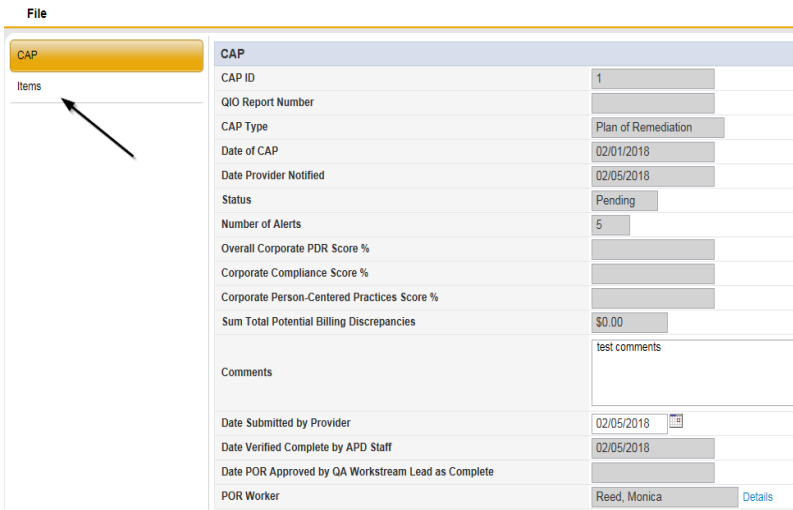 File
CAP
Items
CAP
CAP ID 1
QIO Report Number
CAP Type Plan of Remediation
Date of CAP 02/01/2018
Date Provider Notified 02/05/2018
Status Pending
Number of Alerts 5
Overall Corporate PDR Score %
Corporate Compliance Score %
Corporate Person-Centered Practices Score %
Sum Total Potential Billing Discrepancies $0.00
Comments test comments
Date Submitted by Provider 02/05/2018
Date Verified Complete by APD Staff 02/05/2018
Date POR Approved by QA Workstream Lead as Complete
POR Worker Reed, Monica Details